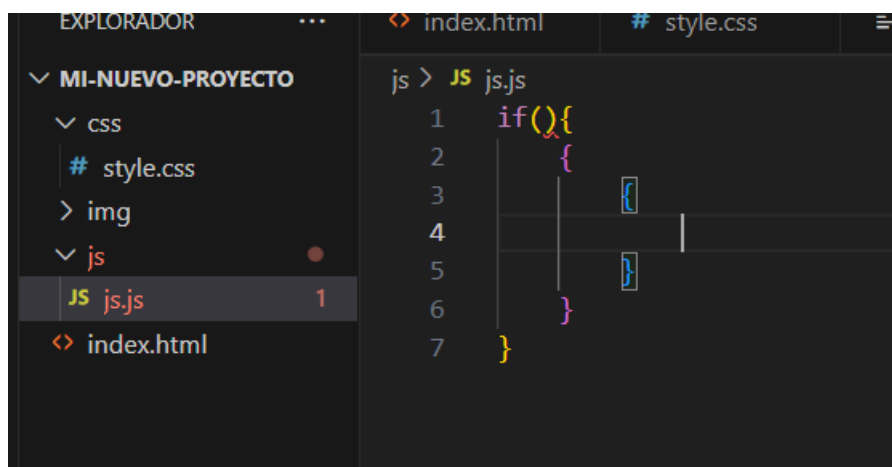 EXPLORADOR ...
MI-NUEVO-PROYECTO
css
# style.css
img
js
JS js.js 1
<> index.html
<> index.html # style.css
js > JS js.js
1 if(){
2 {
3 {
4
5 }
6 }
7 }